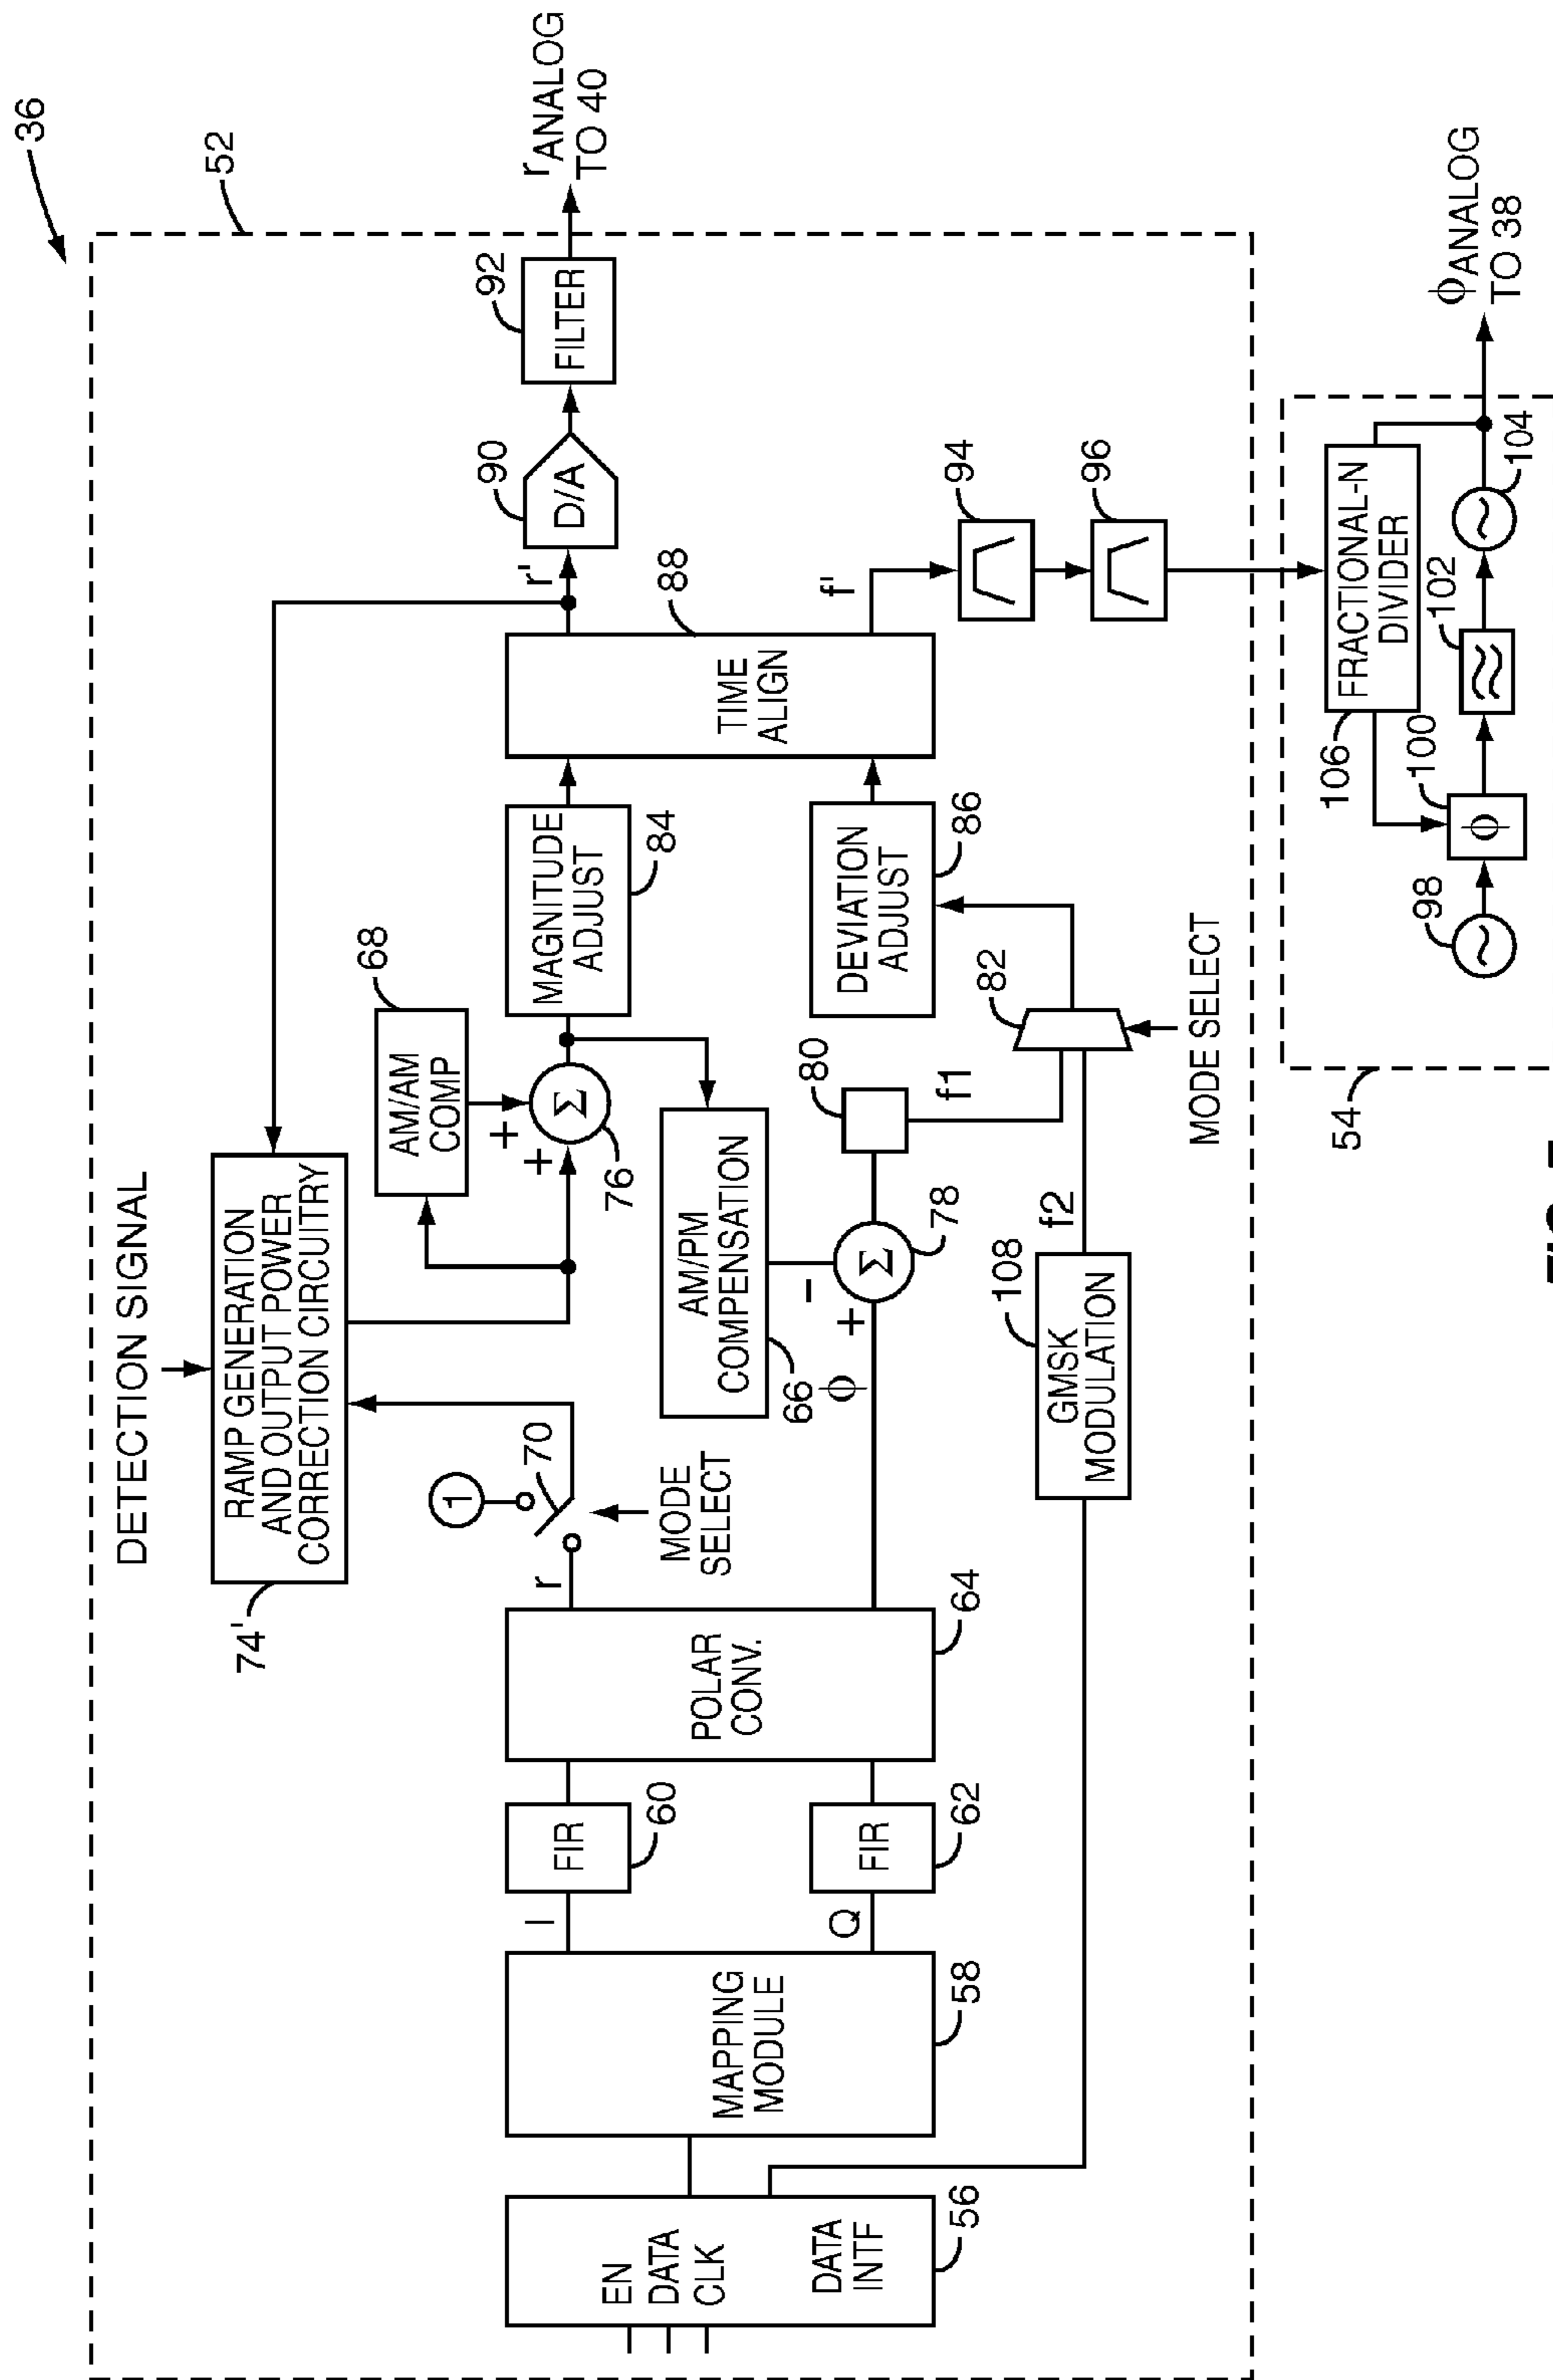 36
52
DETECTION SIGNAL
74'
RAMP GENERATION
AND OUTPUT POWER
CORRECTION CIRCUITRY
68
AM/AM
COMP
+
+
Σ
76
1
70
MODE
SELECT
r
EN
DATA
CLK
DATA
INTF
56
MAPPING
MODULE
58
I
Q
FIR
60
FIR
62
POLAR
CONV.
64
AM/PM
COMPENSATION
66
ϕ
−
+
Σ
78
80
f1
GMSK
MODULATION
108
f2
82
MODE SELECT
MAGNITUDE
ADJUST
84
DEVIATION
ADJUST
86
TIME
ALIGN
88
r'
f'
D/A
90
FILTER
92
rANALOG
TO 40
94
96
54
98
ϕ
100
102
104
FRACTIONAL-N
DIVIDER
106
ϕANALOG
TO 38